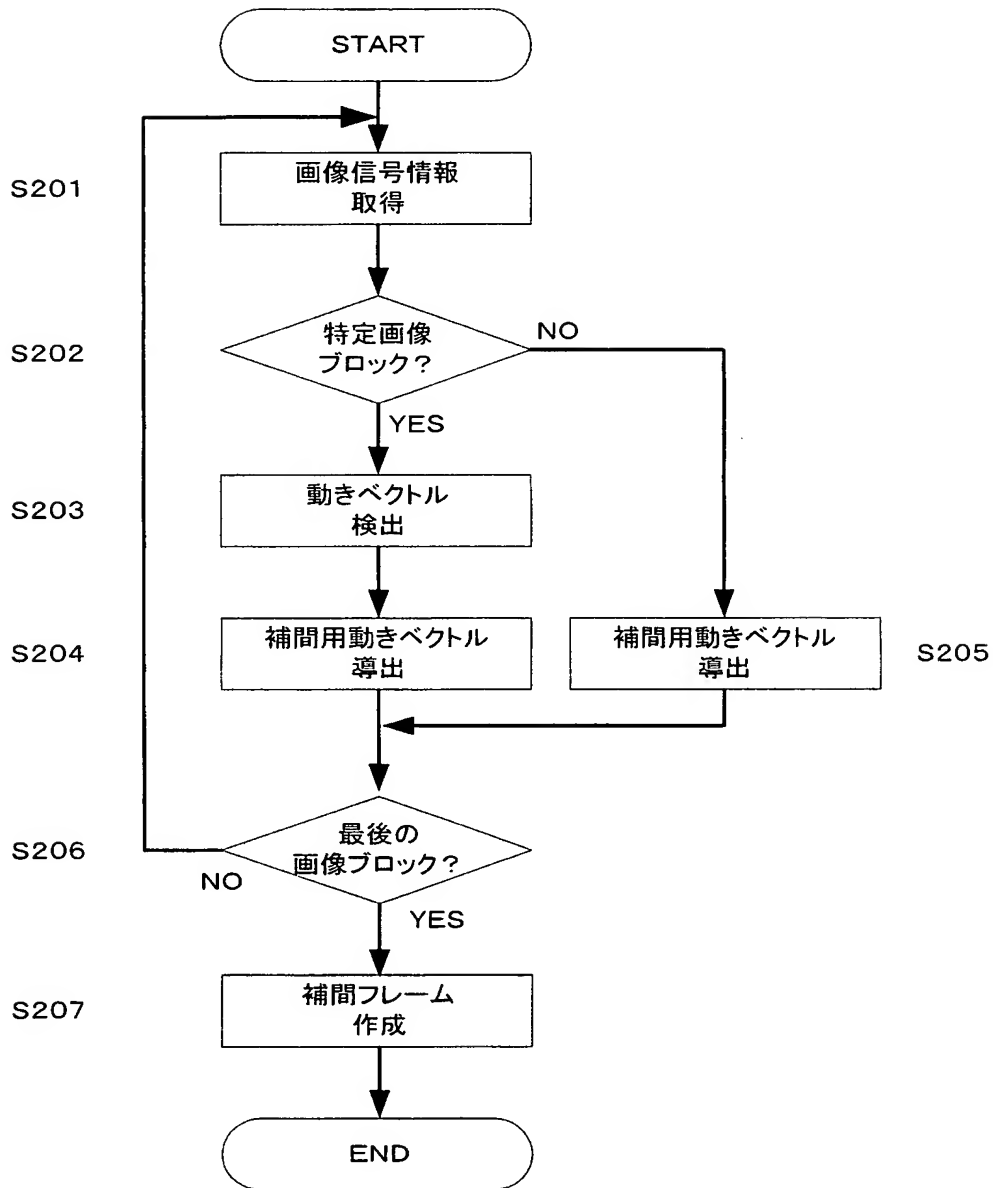 START
S201
画像信号情報
取得
S202
特定画像
ブロック？
NO
YES
S203
動きベクトル
検出
S204
補間用動きベクトル
導出
補間用動きベクトル
導出
S205
S206
最後の
画像ブロック？
NO
YES
S207
補間フレーム
作成
END